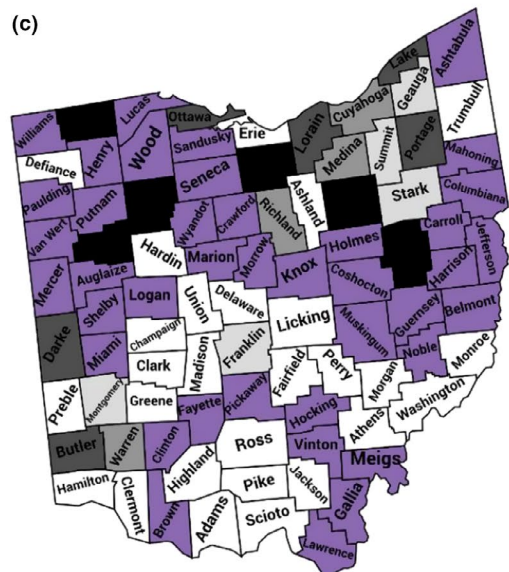 (c)
Williams
Lucas
Ottawa
Lake
Ashtabula
Geauga
Cuyahoga
Lorain
Erie
Sandusky
Wood
Henry
Defiance
Trumbull
Portage
Summit
Medina
Seneca
Paulding
Putnam
Mahoning
Columbiana
Stark
Ashland
Richland
Crawford
Wyandot
Van Wert
Hardin
Marion
Morrow
Holmes
Carroll
Jefferson
Harrison
Mercer
Auglaize
Logan
Knox
Coshocton
Shelby
Union
Delaware
Licking
Muskingum
Guernsey
Belmont
Darke
Miami
Champaign
Clark
Madison
Franklin
Fairfield
Perry
Noble
Monroe
Morgan
Washington
Preble
Montgomery
Greene
Fayette
Pickaway
Hocking
Athens
Butler
Warren
Clinton
Ross
Vinton
Meigs
Hamilton
Clermont
Highland
Pike
Jackson
Gallia
Brown
Adams
Scioto
Lawrence